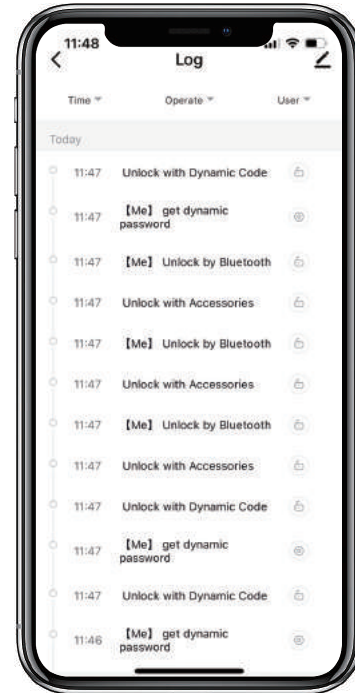 11:48
Log
Time Operate User
Today
11:47 Unlock with Dynamic Code
11:47 【Me】 get dynamic
password
11:47 【Me】 Unlock by Bluetooth
11:47 Unlock with Accessories
11:47 【Me】 Unlock by Bluetooth
11:47 Unlock with Accessories
11:47 【Me】 Unlock by Bluetooth
11:47 Unlock with Accessories
11:47 Unlock with Dynamic Code
11:47 【Me】 get dynamic
password
11:47 Unlock with Dynamic Code
11:46 【Me】 get dynamic
password